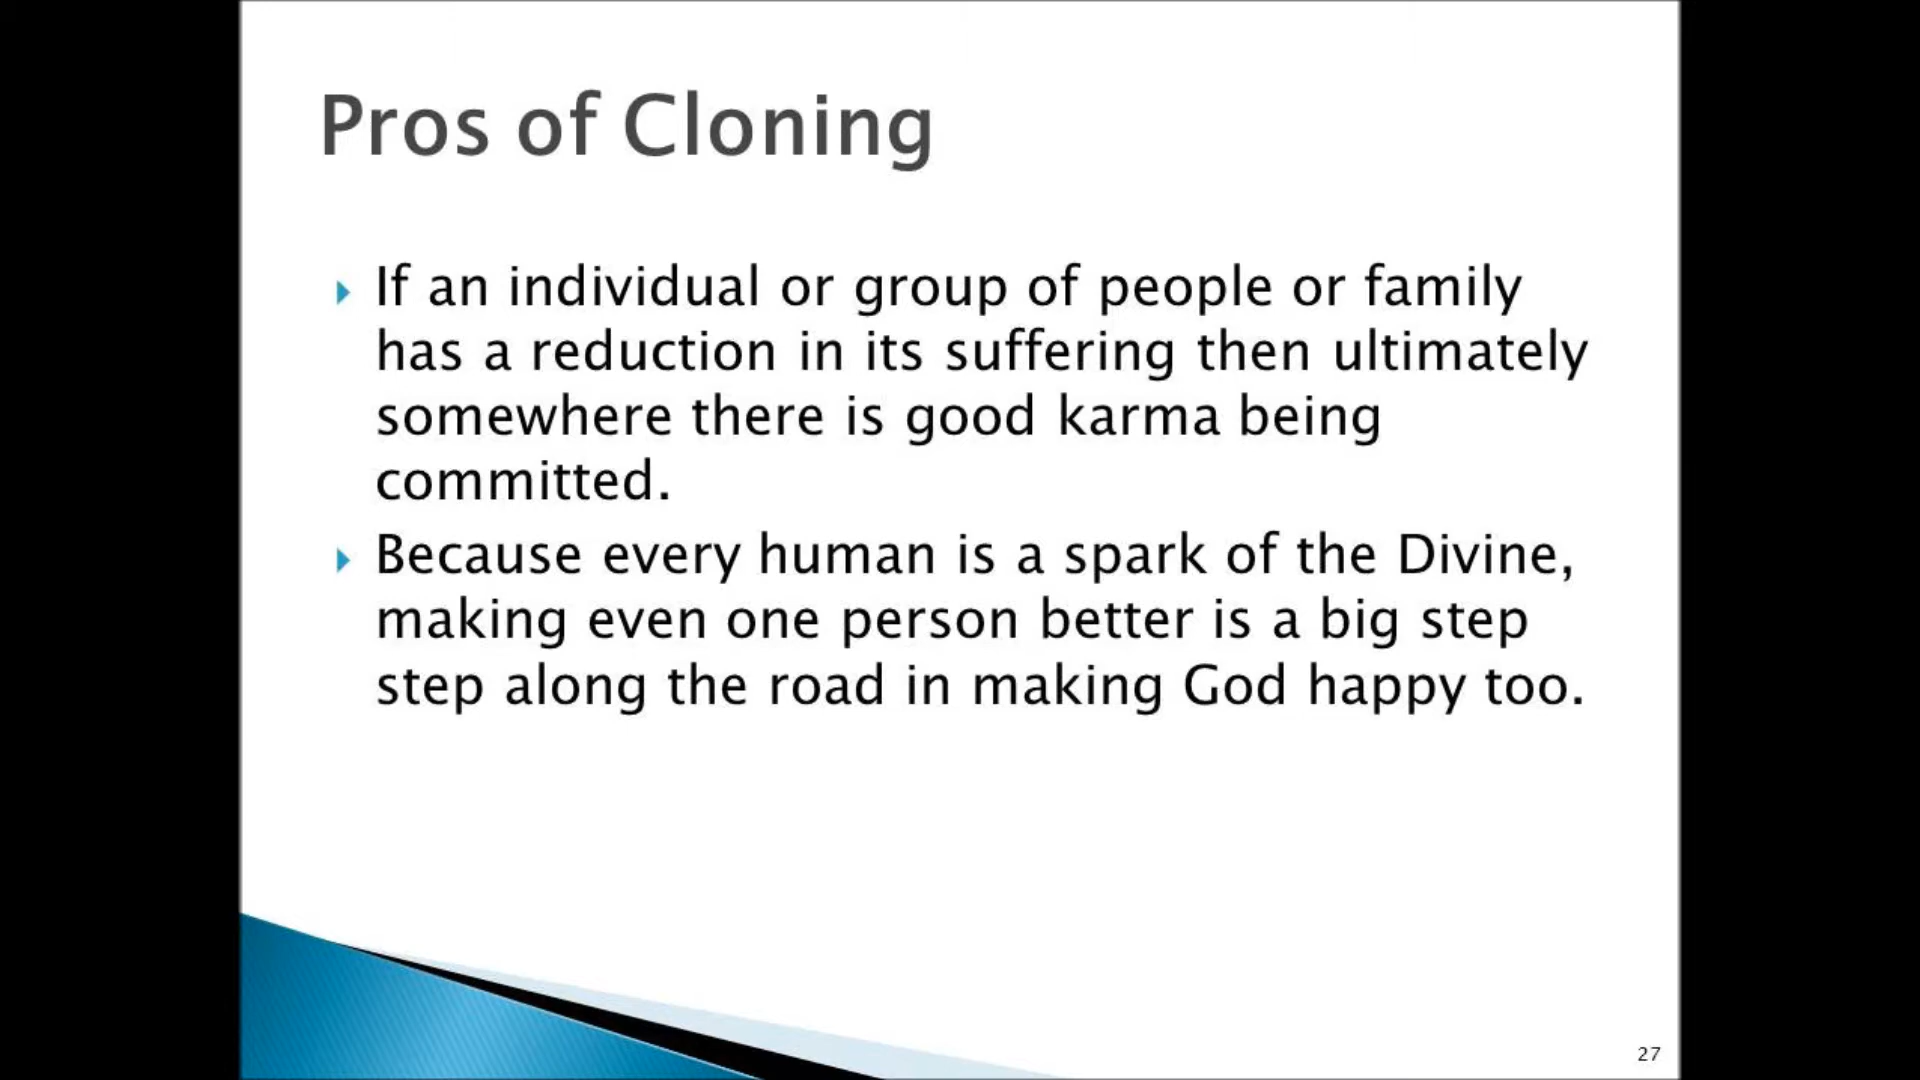 Pros of Cloning
If an individual or group of people or family
has a reduction in its suffering then ultimately
somewhere there is good karma being
committed.
Because every human is a spark of the Divine,
making even one person better is a big step
step along the road in making God happy too.
27